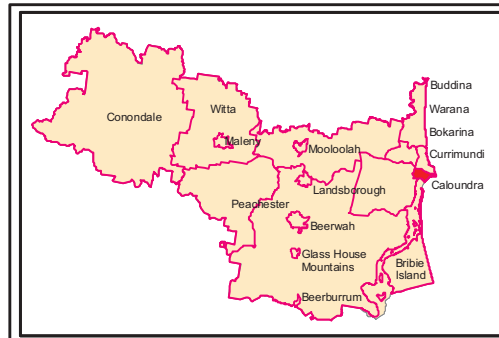 Buddina
Conondale
Witta
Warana
Bokarina
Maleny
Mooloolah
Currimundi
Landsborough
Caloundra
Peachester
Beerwah
Glass House
Mountains
Bribie
Island
Beerburrum